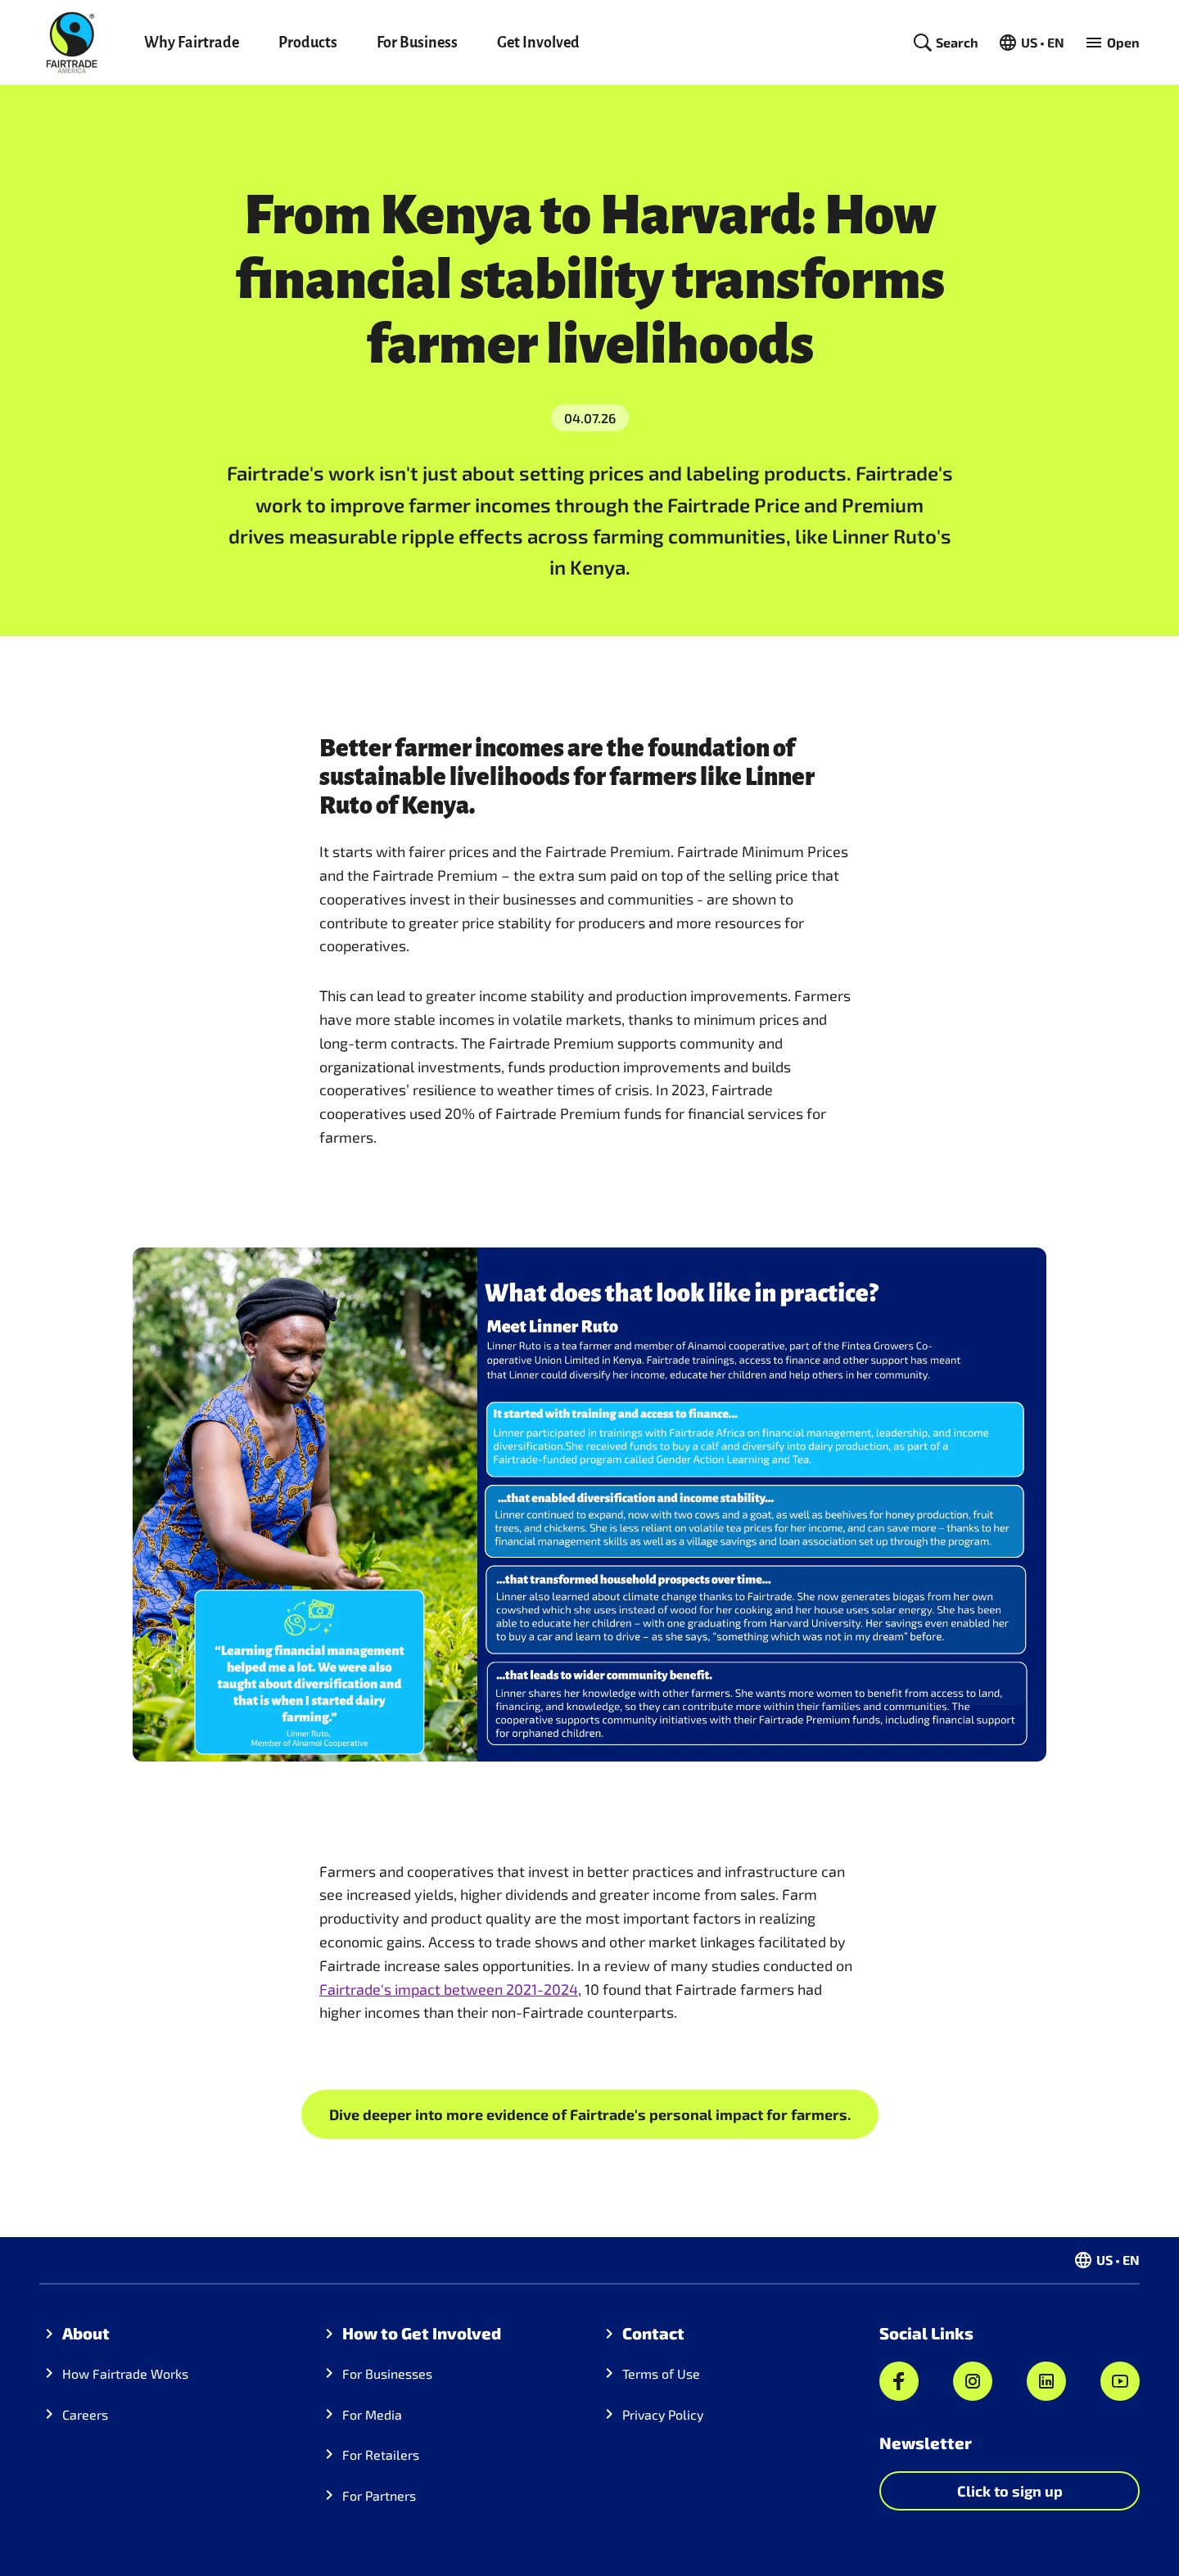 FAIRTRADE
AMERICA
Why Fairtrade
Products
For Business
Get Involved
Search
US • EN
Open
From Kenya to Harvard: How
financial stability transforms
farmer livelihoods
04.07.26
Fairtrade's work isn't just about setting prices and labeling products. Fairtrade's
work to improve farmer incomes through the Fairtrade Price and Premium
drives measurable ripple effects across farming communities, like Linner Ruto's
in Kenya.
Better farmer incomes are the foundation of
sustainable livelihoods for farmers like Linner
Ruto of Kenya.
It starts with fairer prices and the Fairtrade Premium. Fairtrade Minimum Prices
and the Fairtrade Premium – the extra sum paid on top of the selling price that
cooperatives invest in their businesses and communities - are shown to
contribute to greater price stability for producers and more resources for
cooperatives.
This can lead to greater income stability and production improvements. Farmers
have more stable incomes in volatile markets, thanks to minimum prices and
long-term contracts. The Fairtrade Premium supports community and
organizational investments, funds production improvements and builds
cooperatives' resilience to weather times of crisis. In 2023, Fairtrade
cooperatives used 20% of Fairtrade Premium funds for financial services for
farmers.
“Learning financial management
helped me a lot. We were also
taught about diversification and
that is when I started dairy
farming.”
Linner Ruto,
Member of Ainamoi Cooperative
What does that look like in practice?
Meet Linner Ruto
Linner Ruto is a tea farmer and member of Ainamoi cooperative, part of the Fintea Growers Co-
operative Union Limited in Kenya. Fairtrade trainings, access to finance and other support has meant
that Linner could diversify her income, educate her children and help others in her community.
It started with training and access to finance...
Linner participated in trainings with Fairtrade Africa on financial management, leadership, and income
diversification.She received funds to buy a calf and diversify into dairy production, as part of a
Fairtrade-funded program called Gender Action Learning and Tea.
...that enabled diversification and income stability...
Linner continued to expand, now with two cows and a goat, as well as beehives for honey production, fruit
trees, and chickens. She is less reliant on volatile tea prices for her income, and can save more – thanks to her
financial management skills as well as a village savings and loan association set up through the program.
...that transformed household prospects over time...
Linner also learned about climate change thanks to Fairtrade. She now generates biogas from her own
cowshed which she uses instead of wood for her cooking and her house uses solar energy. She has been
able to educate her children – with one graduating from Harvard University. Her savings even enabled her
to buy a car and learn to drive – as she says, “something which was not in my dream” before.
...that leads to wider community benefit.
Linner shares her knowledge with other farmers. She wants more women to benefit from access to land,
financing, and knowledge, so they can contribute more within their families and communities. The
cooperative supports community initiatives with their Fairtrade Premium funds, including financial support
for orphaned children.
Farmers and cooperatives that invest in better practices and infrastructure can
see increased yields, higher dividends and greater income from sales. Farm
productivity and product quality are the most important factors in realizing
economic gains. Access to trade shows and other market linkages facilitated by
Fairtrade increase sales opportunities. In a review of many studies conducted on
Fairtrade's impact between 2021-2024, 10 found that Fairtrade farmers had
higher incomes than their non-Fairtrade counterparts.
Dive deeper into more evidence of Fairtrade's personal impact for farmers.
US • EN
About
How Fairtrade Works
Careers
How to Get Involved
For Businesses
For Media
For Retailers
For Partners
Contact
Terms of Use
Privacy Policy
Social Links
Newsletter
Click to sign up